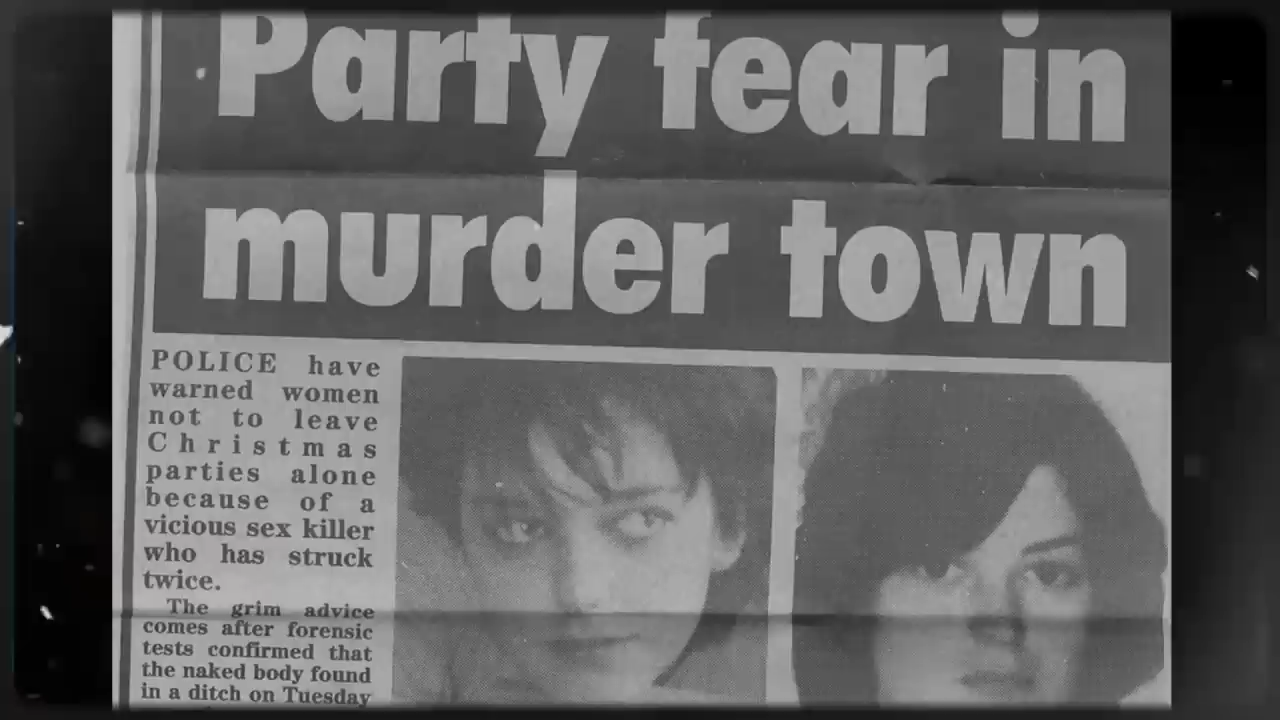 Party fear in
murder town
POLICE have
warned women
not to leave
Christmas
parties alone
because of a
vicious sex killer
who has struck
twice.
The grim advice
comes after forensic
tests confirmed that
the naked body found
in a ditch on Tuesday